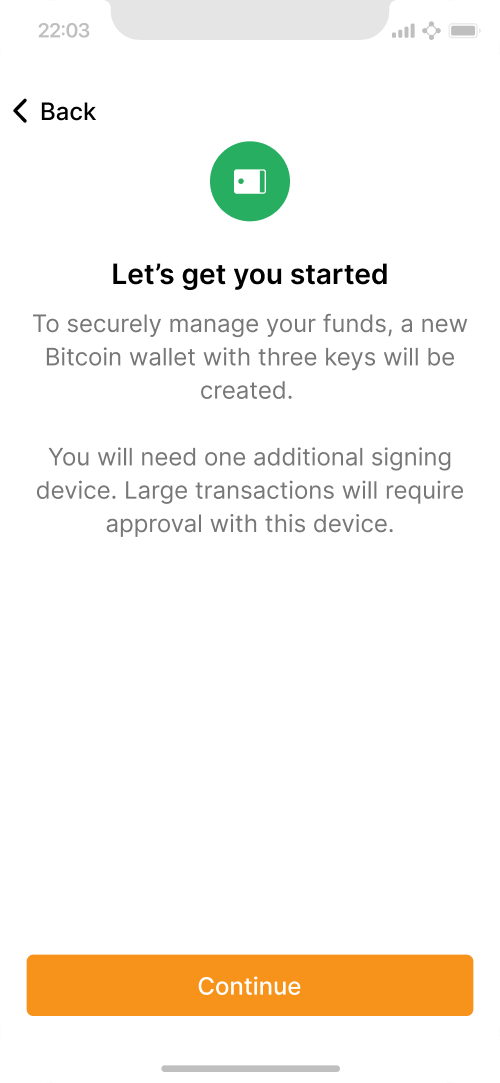 22:03
Back
Let’s get you started
To securely manage your funds, a new
Bitcoin wallet with three keys will be
created.
You will need one additional signing
device. Large transactions will require
approval with this device.
Continue